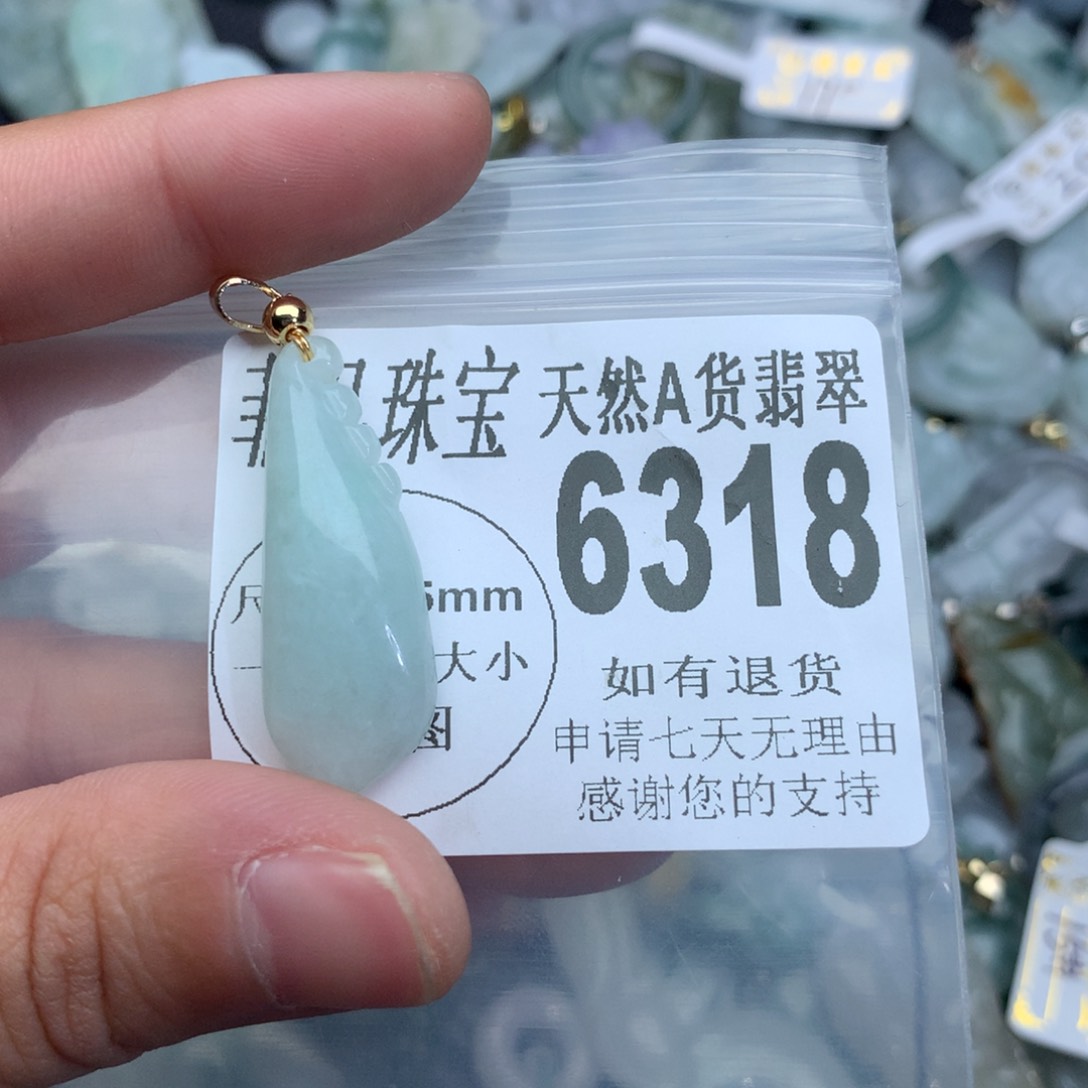 珠宝 天然A货翡翠
6318
mm
大小
图
如有退货
申请七天无理由
感谢您的支持